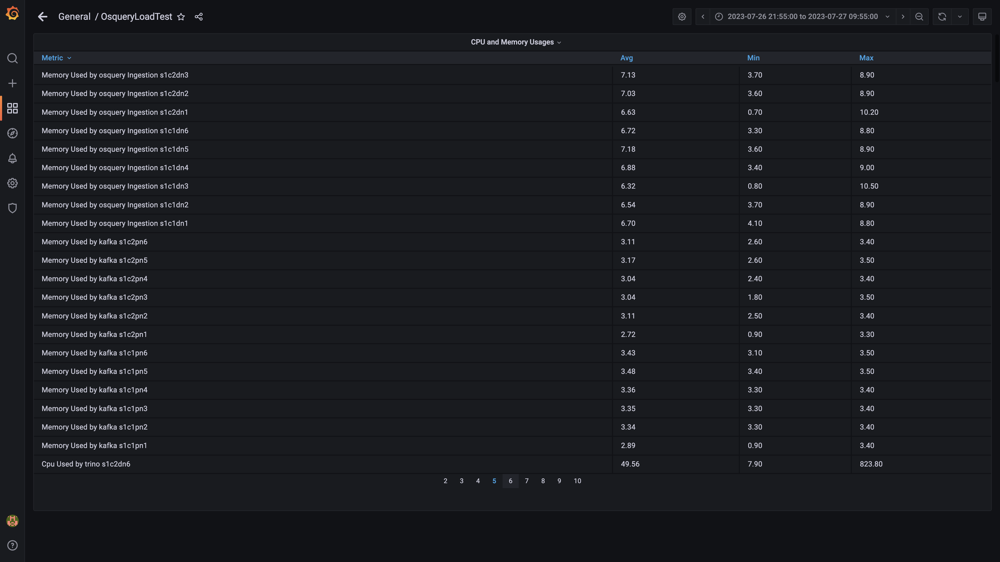 General / OsqueryLoadTest
2023-07-26 21:55:00 to 2023-07-27 09:55:00
CPU and Memory Usages
Metric Avg Min Max
Memory Used by osquery Ingestion s1c2dn3 7.13 3.70 8.90
Memory Used by osquery Ingestion s1c2dn2 7.03 3.60 8.90
Memory Used by osquery Ingestion s1c2dn1 6.63 0.70 10.20
Memory Used by osquery Ingestion s1c1dn6 6.72 3.30 8.80
Memory Used by osquery Ingestion s1c1dn5 7.18 3.60 8.90
Memory Used by osquery Ingestion s1c1dn4 6.88 3.40 9.00
Memory Used by osquery Ingestion s1c1dn3 6.32 0.80 10.50
Memory Used by osquery Ingestion s1c1dn2 6.54 3.70 8.90
Memory Used by osquery Ingestion s1c1dn1 6.70 4.10 8.80
Memory Used by kafka s1c2pn6 3.11 2.60 3.40
Memory Used by kafka s1c2pn5 3.17 2.60 3.50
Memory Used by kafka s1c2pn4 3.04 2.40 3.40
Memory Used by kafka s1c2pn3 3.04 1.80 3.50
Memory Used by kafka s1c2pn2 3.11 2.50 3.40
Memory Used by kafka s1c2pn1 2.72 0.90 3.30
Memory Used by kafka s1c1pn6 3.43 3.10 3.50
Memory Used by kafka s1c1pn5 3.48 3.40 3.50
Memory Used by kafka s1c1pn4 3.36 3.30 3.40
Memory Used by kafka s1c1pn3 3.35 3.30 3.40
Memory Used by kafka s1c1pn2 3.34 3.30 3.40
Memory Used by kafka s1c1pn1 2.89 0.90 3.40
Cpu Used by trino s1c2dn6 49.56 7.90 823.80
2 3 4 5 6 7 8 9 10